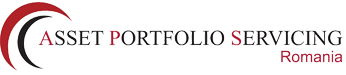 ASSET PORTFOLIO SERVICING
Romania